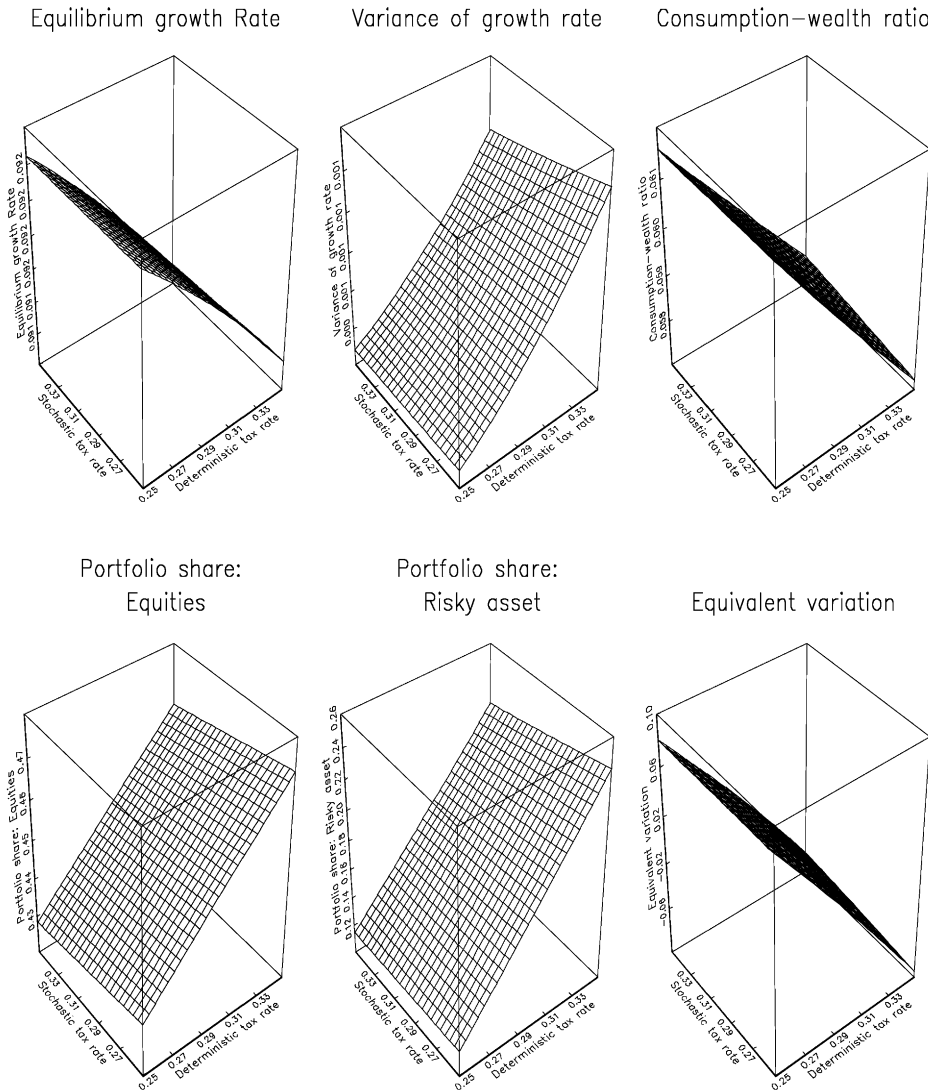 Equilibrium growth Rate
Equilibrium growth Rate
0.091 0.091 0.091 0.092 0.092 0.092 0.092
Stochastic tax rate
0.33 0.31 0.29 0.27
Deterministic tax rate
0.25 0.27 0.29 0.31 0.33
Variance of growth rate
Variance of growth rate
0.000 0.001 0.001 0.001 0.001
Stochastic tax rate
0.33 0.31 0.29 0.27
Deterministic tax rate
0.25 0.27 0.29 0.31 0.33
Consumption-wealth ratio
Consumption-wealth ratio
0.058 0.059 0.060 0.061
Stochastic tax rate
0.33 0.31 0.29 0.27
Deterministic tax rate
0.25 0.27 0.29 0.31 0.33
Portfolio share:
Equities
Portfolio share: Equities
0.43 0.44 0.45 0.46 0.47
Stochastic tax rate
0.33 0.31 0.29 0.27
Deterministic tax rate
0.25 0.27 0.29 0.31 0.33
Portfolio share:
Risky asset
Portfolio share: Risky asset
0.12 0.14 0.16 0.18 0.20 0.22 0.24 0.26
Stochastic tax rate
0.33 0.31 0.29 0.27
Deterministic tax rate
0.25 0.27 0.29 0.31 0.33
Equivalent variation
Equivalent variation
-0.06 -0.02 0.02 0.06 0.10
Stochastic tax rate
0.33 0.31 0.29 0.27
Deterministic tax rate
0.25 0.27 0.29 0.31 0.33